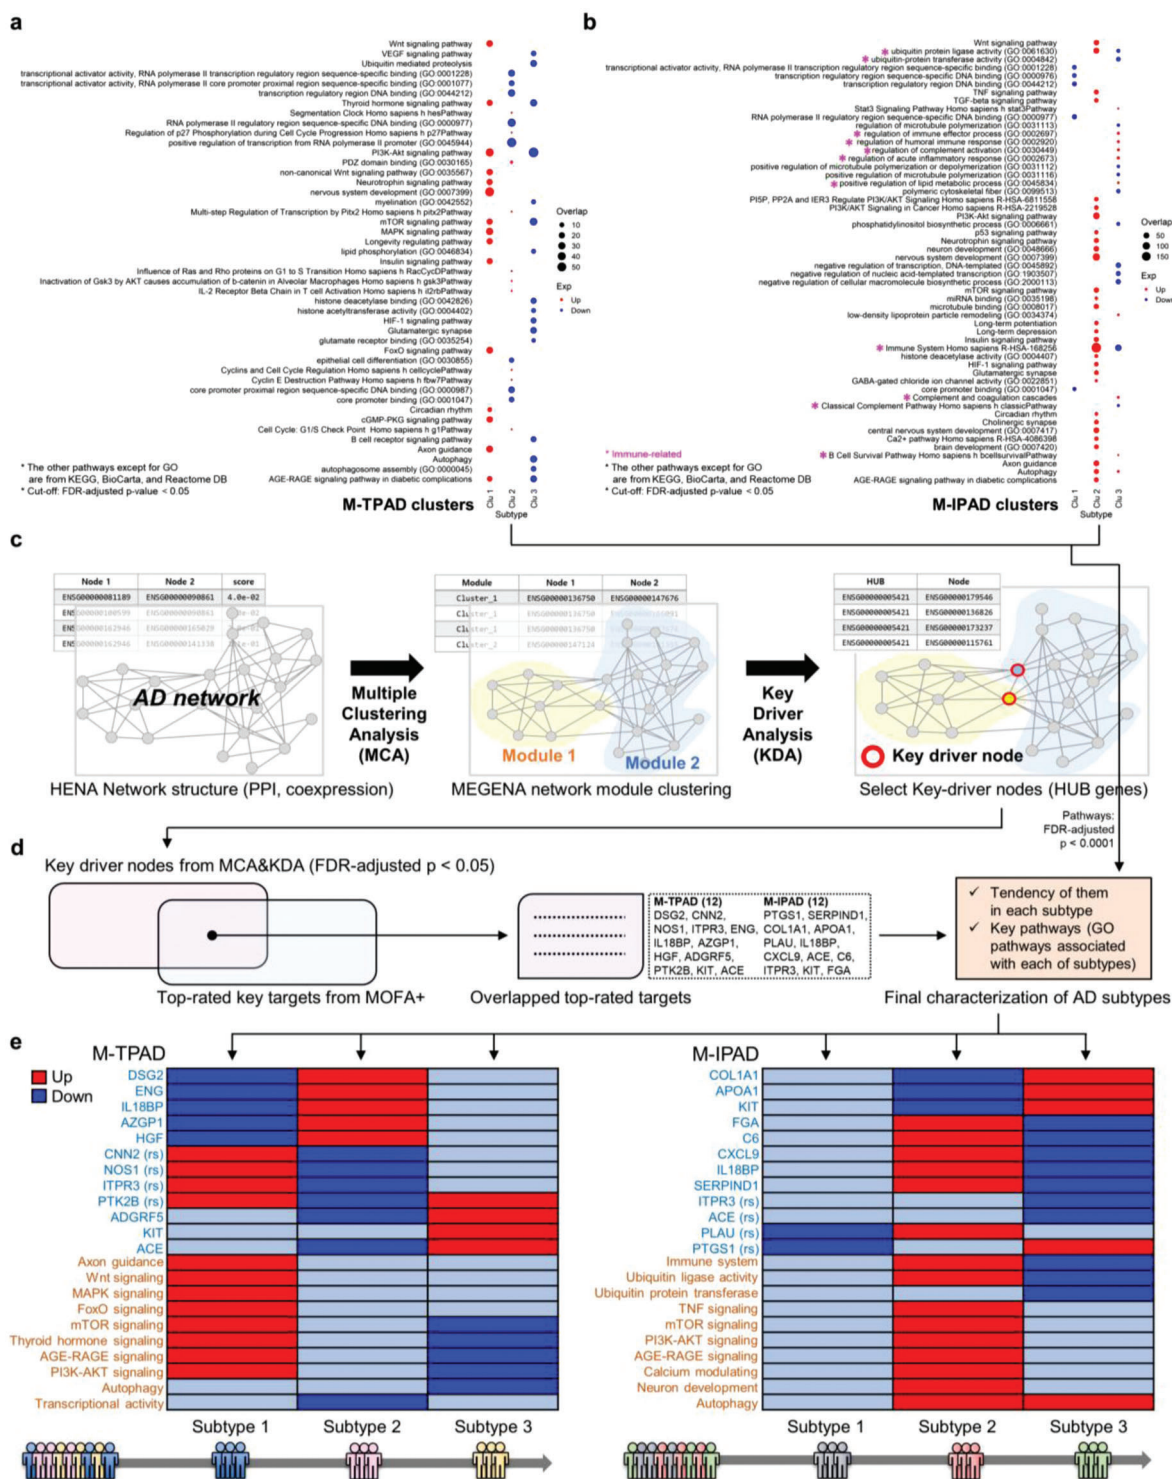 a
Wnt signaling pathway
VEGF signaling pathway
Ubiquitin mediated proteolysis
transcriptional activator activity, RNA polymerase II transcription regulatory region sequence-specific binding (GO:0001228)
transcriptional activator activity, RNA polymerase II core promoter proximal region sequence-specific binding (GO:0001077)
transcription regulatory region DNA binding (GO:0044212)
Thyroid hormone signaling pathway
Segmentation Clock Homo sapiens h hesPathway
RNA polymerase II regulatory region sequence-specific DNA binding (GO:0000977)
Regulation of p27 Phosphorylation during Cell Cycle Progression Homo sapiens h p27Pathway
positive regulation of transcription from RNA polymerase II promoter (GO:0045944)
PI3K-Akt signaling pathway
PDZ domain binding (GO:0030165)
non-canonical Wnt signaling pathway (GO:0035567)
Neurotrophin signaling pathway
nervous system development (GO:0007399)
myelination (GO:0042552)
Multi-step Regulation of Transcription by Pitx2 Homo sapiens h pitx2Pathway
mTOR signaling pathway
MAPK signaling pathway
Longevity regulating pathway
lipid phosphorylation (GO:0046834)
Insulin signaling pathway
Influence of Ras and Rho proteins on G1 to S Transition Homo sapiens h RacCycDPathway
Inactivation of Gsk3 by AKT causes accumulation of b-catenin in Alveolar Macrophages Homo sapiens h gsk3Pathway
IL-2 Receptor Beta Chain in T cell Activation Homo sapiens h il2rbPathway
histone deacetylase binding (GO:0042826)
histone acetyltransferase activity (GO:0004402)
HIF-1 signaling pathway
Glutamatergic synapse
glutamate receptor binding (GO:0035254)
FoxO signaling pathway
epithelial cell differentiation (GO:0030855)
Cyclins and Cell Cycle Regulation Homo sapiens h cellcyclePathway
Cyclin E Destruction Pathway Homo sapiens h fbw7Pathway
core promoter proximal region sequence-specific DNA binding (GO:0000987)
core promoter binding (GO:0001047)
Circadian rhythm
cGMP-PKG signaling pathway
Cell Cycle: G1/S Check Point Homo sapiens h g1Pathway
B cell receptor signaling pathway
Axon guidance
Autophagy
autophagosome assembly (GO:0000045)
AGE-RAGE signaling pathway in diabetic complications
* The other pathways except for GO
are from KEGG, BioCarta, and Reactome DB
* Cut-off: FDR-adjusted p-value < 0.05
Overlap
10
20
30
40
50
Exp
Up
Down
Clu 1
Clu 2
Clu 3
Subtype
M-TPAD clusters
b
Wnt signaling pathway
* ubiquitin protein ligase activity (GO:0061630)
* ubiquitin-protein transferase activity (GO:0004842)
transcriptional activator activity, RNA polymerase II transcription regulatory region sequence-specific binding (GO:0001228)
transcription regulatory region sequence-specific DNA binding (GO:0000976)
transcription regulatory region DNA binding (GO:0044212)
TNF signaling pathway
TGF-beta signaling pathway
Stat3 Signaling Pathway Homo sapiens h stat3Pathway
RNA polymerase II regulatory region sequence-specific DNA binding (GO:0000977)
regulation of microtubule polymerization (GO:0031113)
* regulation of immune effector process (GO:0002697)
* regulation of humoral immune response (GO:0002920)
* regulation of complement activation (GO:0030449)
* regulation of acute inflammatory response (GO:0002673)
positive regulation of microtubule polymerization or depolymerization (GO:0031112)
positive regulation of microtubule polymerization (GO:0031116)
* positive regulation of lipid metabolic process (GO:0045834)
polymeric cytoskeletal fiber (GO:0099513)
PI5P, PP2A and IER3 Regulate PI3K/AKT Signaling Homo sapiens R-HSA-6811558
PI3K/AKT Signaling in Cancer Homo sapiens R-HSA-2219528
PI3K-Akt signaling pathway
phosphatidylinositol biosynthetic process (GO:0006661)
p53 signaling pathway
Neurotrophin signaling pathway
neuron development (GO:0048666)
nervous system development (GO:0007399)
negative regulation of transcription, DNA-templated (GO:0045892)
negative regulation of nucleic acid-templated transcription (GO:1903507)
negative regulation of cellular macromolecule biosynthetic process (GO:2000113)
mTOR signaling pathway
miRNA binding (GO:0035198)
microtubule binding (GO:0008017)
low-density lipoprotein particle remodeling (GO:0034374)
Long-term potentiation
Long-term depression
Insulin signaling pathway
* Immune System Homo sapiens R-HSA-168256
histone deacetylase activity (GO:0004407)
HIF-1 signaling pathway
Glutamatergic synapse
GABA-gated chloride ion channel activity (GO:0022851)
core promoter binding (GO:0001047)
* Complement and coagulation cascades
* Classical Complement Pathway Homo sapiens h classicPathway
Circadian rhythm
Cholinergic synapse
central nervous system development (GO:0007417)
Ca2+ pathway Homo sapiens R-HSA-4086398
brain development (GO:0007420)
* B Cell Survival Pathway Homo sapiens h bcellsurvivalPathway
Axon guidance
Autophagy
AGE-RAGE signaling pathway in diabetic complications
* Immune-related
* The other pathways except for GO
are from KEGG, BioCarta, and Reactome DB
* Cut-off: FDR-adjusted p-value < 0.05
Overlap
50
100
150
Exp
Up
Down
Clu 1
Clu 2
Clu 3
Subtype
M-IPAD clusters
c
Node 1 Node 2 score
ENSG00000081189 ENSG00000090861 4.0e-02
AD network
HENA Network structure (PPI, coexpression)
Multiple
Clustering
Analysis
(MCA)
Module Node 1 Node 2
Cluster_1 ENSG00000136750 ENSG00000147676
Module 1
Module 2
MEGENA network module clustering
Key
Driver
Analysis
(KDA)
HUB Node
ENSG00000005421 ENSG00000179546
ENSG00000005421 ENSG00000136826
ENSG00000005421 ENSG00000173237
ENSG00000005421 ENSG00000115761
Key driver node
Select Key-driver nodes (HUB genes)
Pathways:
FDR-adjusted
p < 0.0001
d
Key driver nodes from MCA&KDA (FDR-adjusted p < 0.05)
Top-rated key targets from MOFA+
Overlapped top-rated targets
M-TPAD (12)
DSG2, CNN2,
NOS1, ITPR3, ENG,
IL18BP, AZGP1,
HGF, ADGRF5,
PTK2B, KIT, ACE
M-IPAD (12)
PTGS1, SERPIND1,
COL1A1, APOA1,
PLAU, IL18BP,
CXCL9, ACE, C6,
ITPR3, KIT, FGA
✓ Tendency of them
in each subtype
✓ Key pathways (GO
pathways associated
with each of subtypes)
Final characterization of AD subtypes
e
M-TPAD
Up
Down
DSG2
ENG
IL18BP
AZGP1
HGF
CNN2 (rs)
NOS1 (rs)
ITPR3 (rs)
PTK2B (rs)
ADGRF5
KIT
ACE
Axon guidance
Wnt signaling
MAPK signaling
FoxO signaling
mTOR signaling
Thyroid hormone signaling
AGE-RAGE signaling
PI3K-AKT signaling
Autophagy
Transcriptional activity
Subtype 1 Subtype 2 Subtype 3
M-IPAD
COL1A1
APOA1
KIT
FGA
C6
CXCL9
IL18BP
SERPIND1
ITPR3 (rs)
ACE (rs)
PLAU (rs)
PTGS1 (rs)
Immune system
Ubiquitin ligase activity
Ubiquitin protein transferase
TNF signaling
mTOR signaling
PI3K-AKT signaling
AGE-RAGE signaling
Calcium modulating
Neuron development
Autophagy
Subtype 1 Subtype 2 Subtype 3